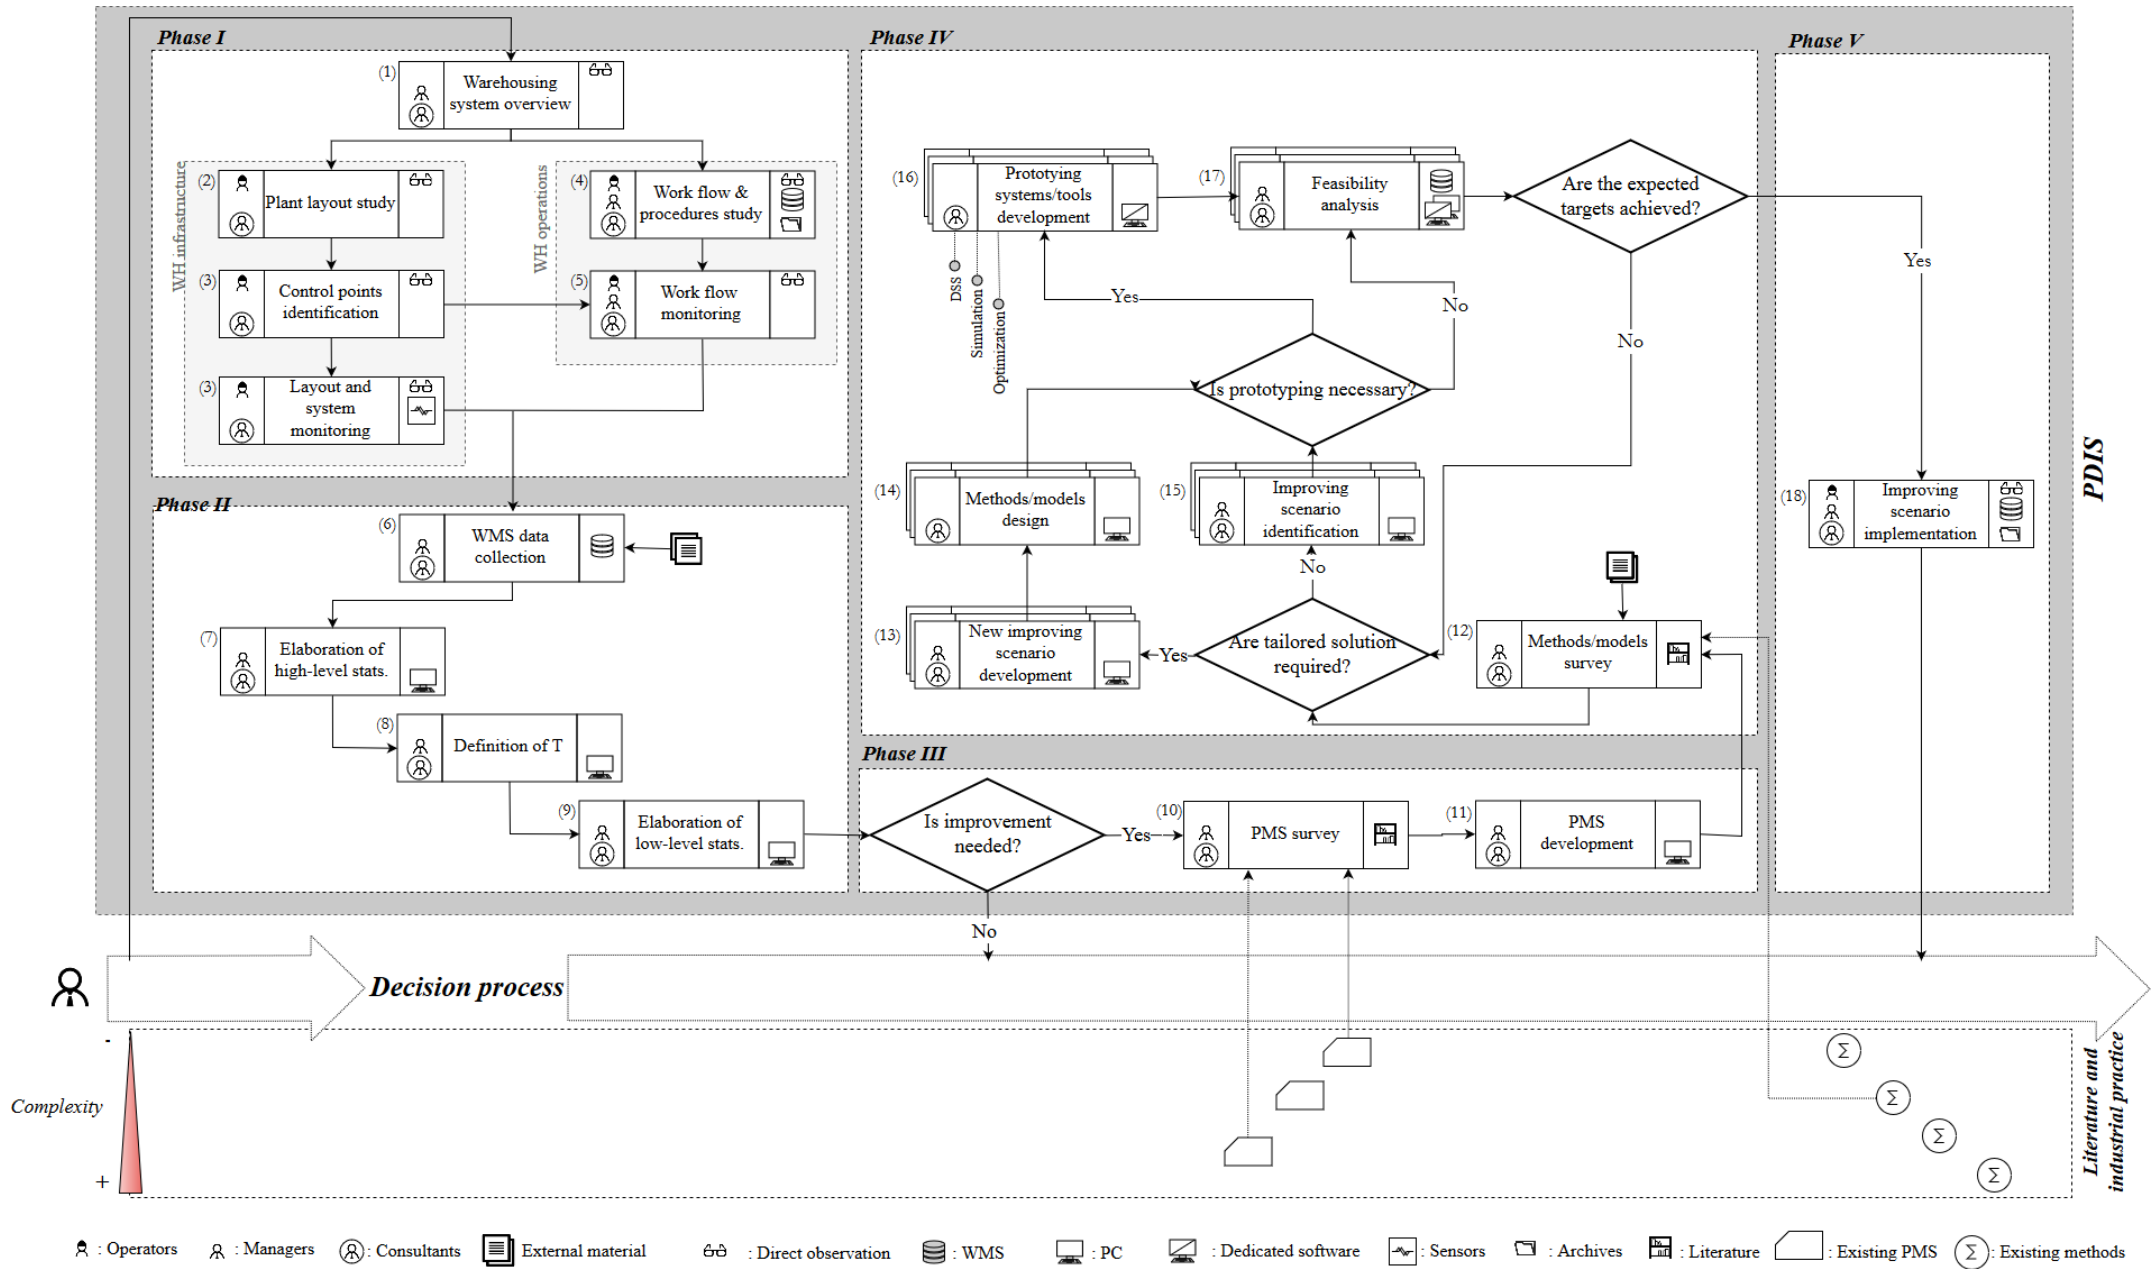 Phase I
(1)
Warehousing
system overview
WH infrastructure
(2)
Plant layout study
(3)
Control points
identification
(3)
Layout and
system
monitoring
WH operations
(4)
Work flow &
procedures study
(5)
Work flow
monitoring
Phase II
(6)
WMS data
collection
(7)
Elaboration of
high-level stats.
(8)
Definition of T
(9)
Elaboration of
low-level stats.
Phase III
Is improvement
needed?
Yes
No
(10)
PMS survey
(11)
PMS
development
Phase IV
(16)
Prototying
systems/tools
development
DSS
Simulation
Optimization
(17)
Feasibility
analysis
Are the expected
targets achieved?
Yes
No
No
Is prototyping necessary?
(14)
Methods/models
design
(15)
Improving
scenario
identification
No
(13)
New improving
scenario
development
Yes
Are tailored solution
required?
(12)
Methods/models
survey
Phase V
Yes
(18)
Improving
scenario
implementation
PDIS
Decision process
-
Complexity
+
Σ
Σ
Σ
Σ
Literature and
industrial practice
: Operators
: Managers
: Consultants
External material
: Direct observation
: WMS
: PC
: Dedicated software
: Sensors
: Archives
: Literature
: Existing PMS
Σ : Existing methods